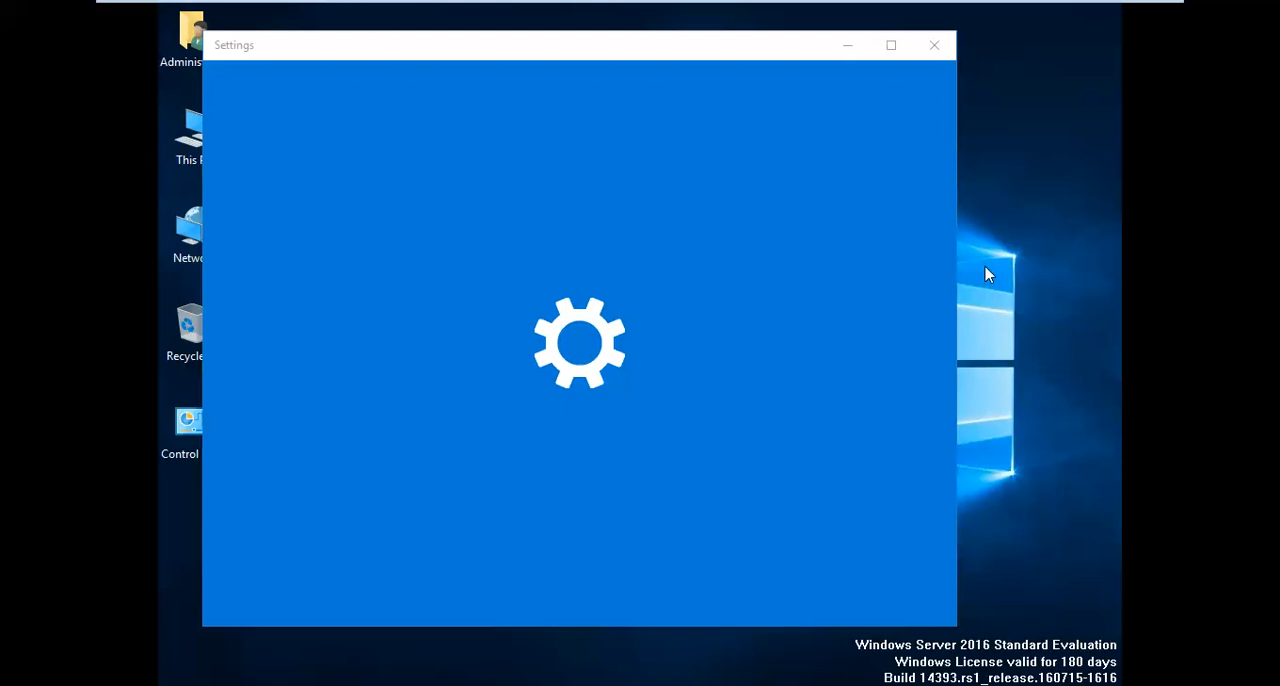 Settings
Adminis
This P
Netwo
Recycle
Control
Windows Server 2016 Standard Evaluation
Windows License valid for 180 days
Build 14393.rs1_release.160715-1616